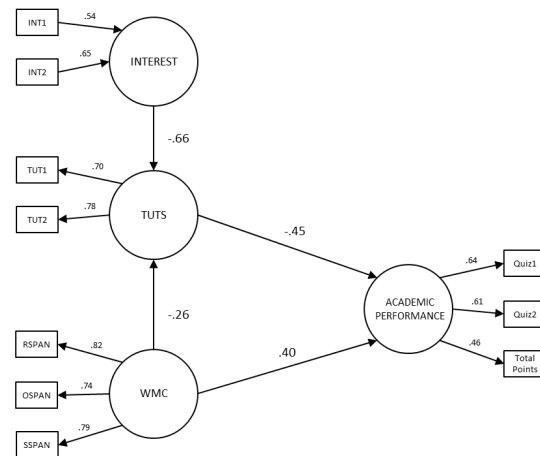 INT1
.54
INT2
.65
INTEREST
-.66
TUT1
.70
TUT2
.78
TUTS
-.45
-.26
Quiz1
.64
Quiz2
.61
ACADEMIC
PERFORMANCE
.46
Total
Points
RSPAN
.82
.40
OSPAN
.74
WMC
SSPAN
.79